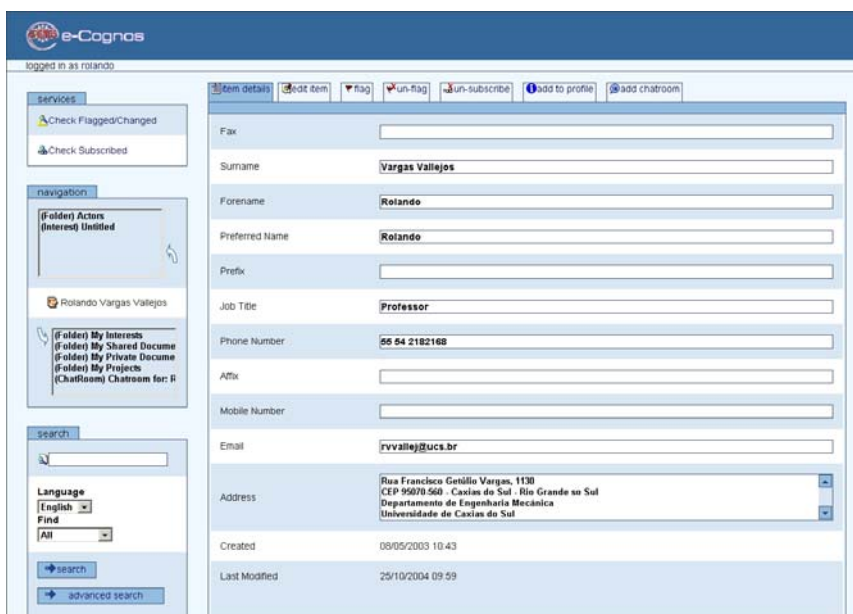 e-Cognos
logged in as rolando
services
Check Flagged/Changed
Check Subscribed
navigation
(Folder) Actors
(Interest) Untitled
Rolando Vargas Vallejos
(Folder) My Interests
(Folder) My Shared Docume
(Folder) My Private Docume
(Folder) My Projects
(ChatRoom) Chatroom for: R
search
Language
English
Find
All
search
advanced search
item details
edit item
flag
un-flag
un-subscribe
add to profile
add chatroom
Fax
Surname Vargas Vallejos
Forename Rolando
Preferred Name Rolando
Prefix
Job Title Professor
Phone Number 55 54 2182168
Affix
Mobile Number
Email rvvallej@ucs.br
Address
Rua Francisco Getúlio Vargas, 1130
CEP 95070-560 - Caxias do Sul - Rio Grande so Sul
Departamento de Engenharia Mecánica
Universidade de Caxias do Sul
Created 08/05/2003 10:43
Last Modified 25/10/2004 09:59